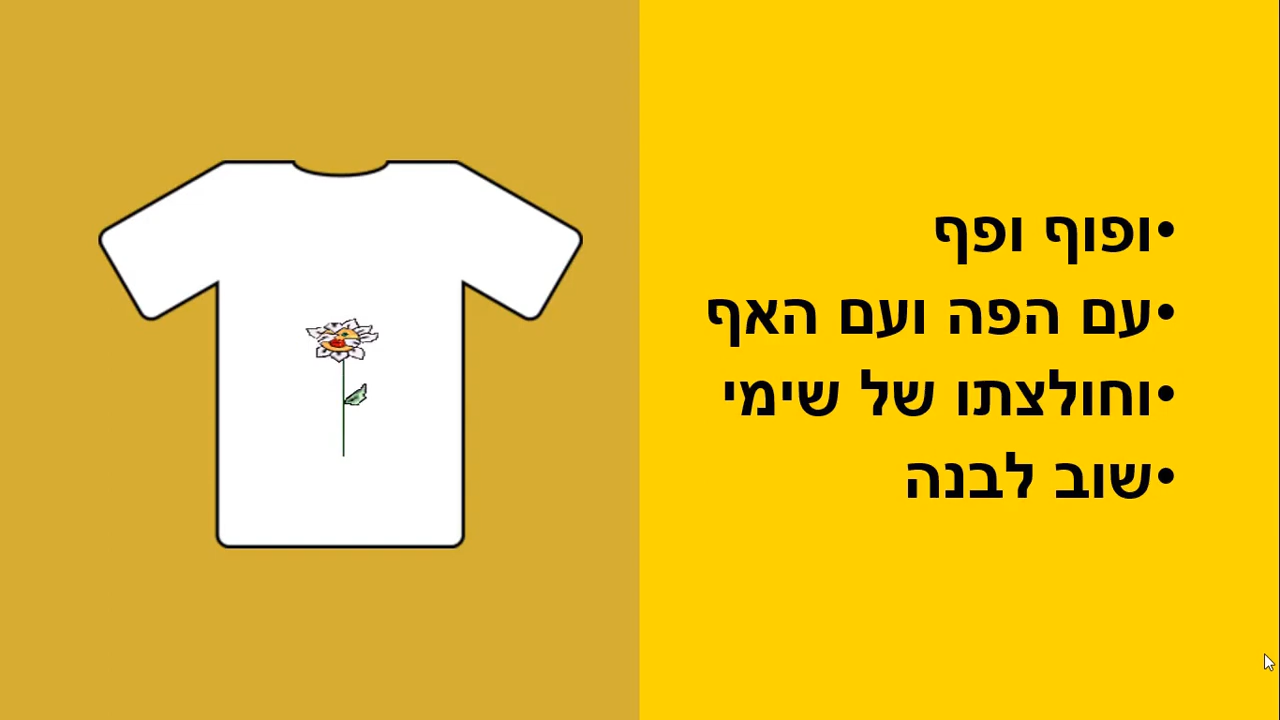 •ופוף ופף
•עם הפה ועם האף
•וחולצתו של שימי
•שוב לבנה